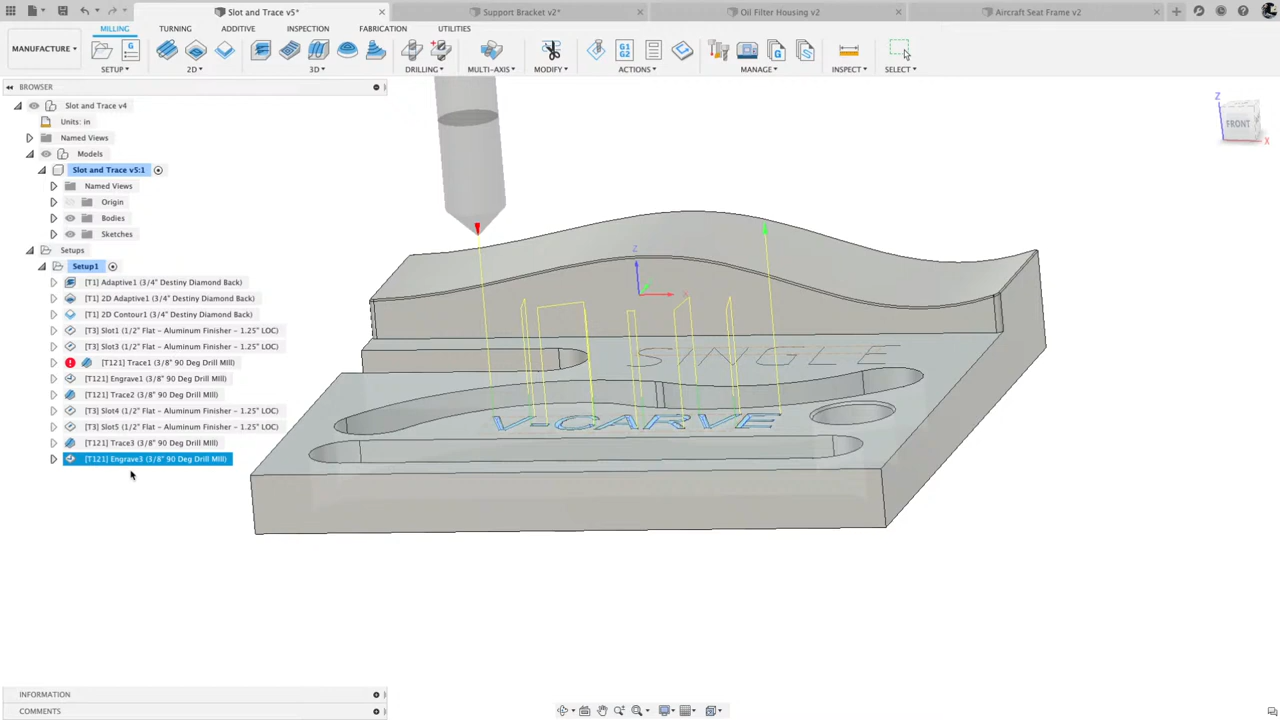 Slot and Trace v5*
Support Bracket v2*
Oil Filter Housing v2
Aircraft Seat Frame v2
MANUFACTURE
MILLING
TURNING
ADDITIVE
INSPECTION
FABRICATION
UTILITIES
G1
G2
SETUP
2D
3D
DRILLING
MULTI-AXIS
MODIFY
ACTIONS
MANAGE
INSPECT
SELECT
BROWSER
Slot and Trace v4
Units: in
Named Views
Models
Slot and Trace v5:1
Named Views
Origin
Bodies
Sketches
Setups
Setup1
[T1] Adaptive1 (3/4" Destiny Diamond Back)
[T1] 2D Adaptive1 (3/4" Destiny Diamond Back)
[T1] 2D Contour1 (3/4" Destiny Diamond Back)
[T3] Slot1 (1/2" Flat - Aluminum Finisher - 1.25" LOC)
[T3] Slot3 (1/2" Flat - Aluminum Finisher - 1.25" LOC)
[T121] Trace1 (3/8" 90 Deg Drill Mill)
[T121] Engrave1 (3/8" 90 Deg Drill Mill)
[T121] Trace2 (3/8" 90 Deg Drill Mill)
[T3] Slot4 (1/2" Flat - Aluminum Finisher - 1.25" LOC)
[T3] Slot5 (1/2" Flat - Aluminum Finisher - 1.25" LOC)
[T121] Trace3 (3/8" 90 Deg Drill Mill)
[T121] Engrave3 (3/8" 90 Deg Drill Mill)
Z
FRONT
X
Z
X
SINGLE
V-CARVE
INFORMATION
COMMENTS